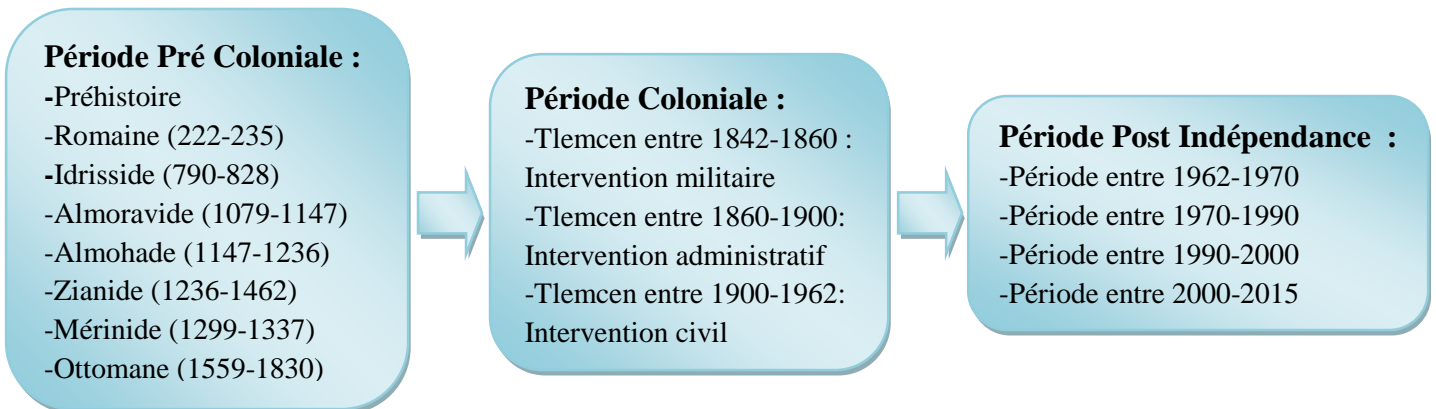 Période Pré Coloniale :
-Préhistoire
-Romaine (222-235)
-Idrisside (790-828)
-Almoravide (1079-1147)
-Almohade (1147-1236)
-Zianide (1236-1462)
-Mérinide (1299-1337)
-Ottomane (1559-1830)
Période Coloniale :
-Tlemcen entre 1842-1860 :
Intervention militaire
-Tlemcen entre 1860-1900:
Intervention administratif
-Tlemcen entre 1900-1962:
Intervention civil
Période Post Indépendance :
-Période entre 1962-1970
-Période entre 1970-1990
-Période entre 1990-2000
-Période entre 2000-2015